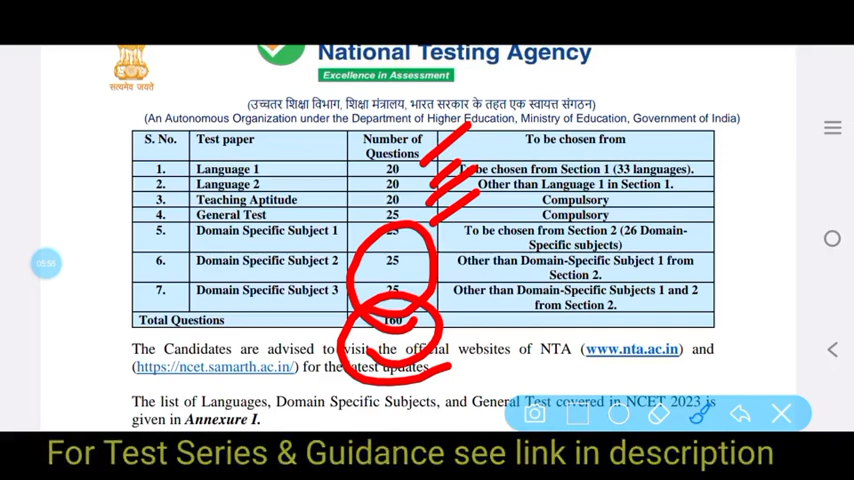 सत्यमेव जयते
National Testing Agency
Excellence in Assessment
(उच्चतर शिक्षा विभाग, शिक्षा मंत्रालय, भारत सरकार के तहत एक स्वायत्त संगठन)
(An Autonomous Organization under the Department of Higher Education, Ministry of Education, Government of India)
S. No. Test paper Number of Questions To be chosen from
1. Language 1 20 To be chosen from Section 1 (33 languages).
2. Language 2 20 Other than Language 1 in Section 1.
3. Teaching Aptitude 20 Compulsory
4. General Test 25 Compulsory
5. Domain Specific Subject 1 25 To be chosen from Section 2 (26 Domain-Specific subjects)
6. Domain Specific Subject 2 25 Other than Domain-Specific Subject 1 from Section 2.
7. Domain Specific Subject 3 25 Other than Domain-Specific Subjects 1 and 2 from Section 2.
Total Questions 160
The Candidates are advised to visit the official websites of NTA (www.nta.ac.in) and
(https://ncet.samarth.ac.in/) for the latest updates.
The list of Languages, Domain Specific Subjects, and General Test covered in NCET 2023 is
given in Annexure I.
05:55
For Test Series & Guidance see link in description